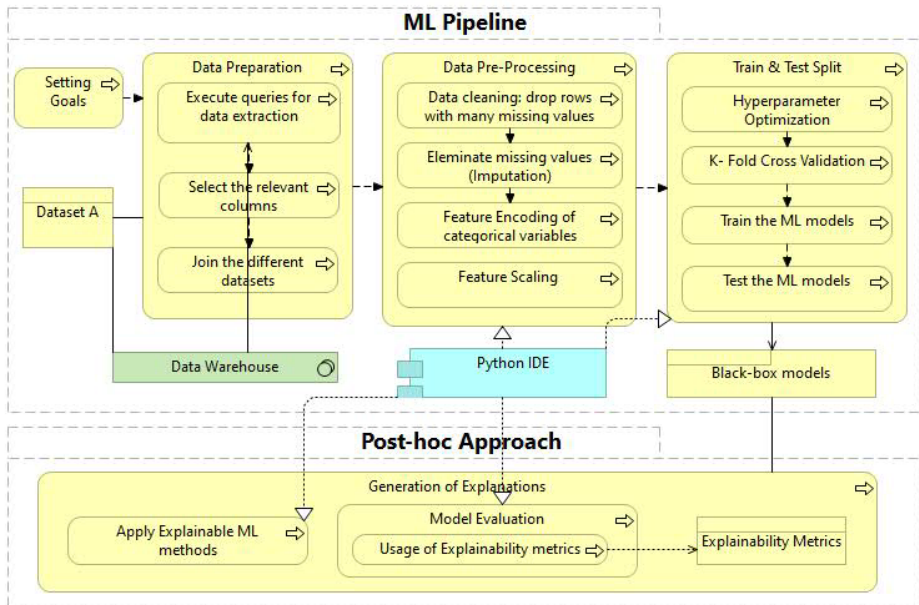 ML Pipeline
Setting
Goals
Data Preparation
Execute queries for
data extraction
Select the relevant
columns
Join the different
datasets
Dataset A
Data Warehouse
Data Pre-Processing
Data cleaning: drop rows
with many missing values
Eleminate missing values
(Imputation)
Feature Encoding of
categorical variables
Feature Scaling
Python IDE
Train & Test Split
Hyperparameter
Optimization
K- Fold Cross Validation
Train the ML models
Test the ML models
Black-box models
Post-hoc Approach
Generation of Explanations
Apply Explainable ML
methods
Model Evaluation
Usage of Explainability metrics
Explainability Metrics